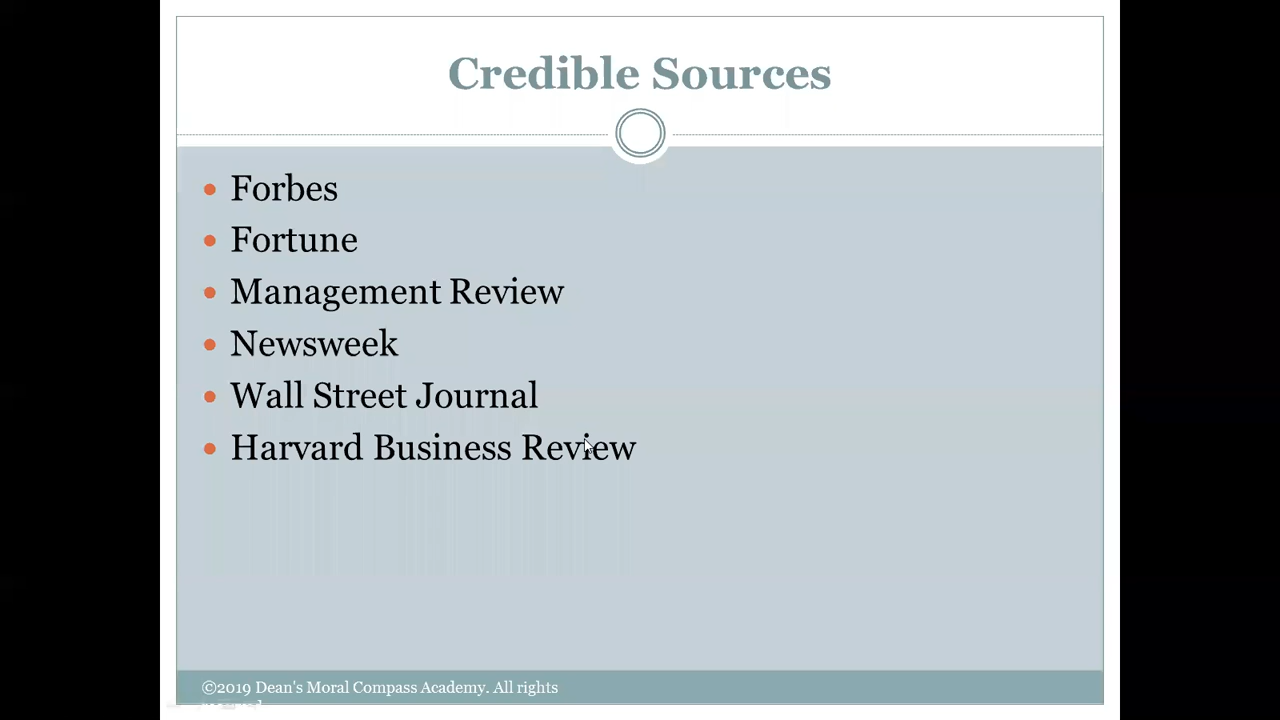 Credible Sources
Forbes
Fortune
Management Review
Newsweek
Wall Street Journal
Harvard Business Review
©2019 Dean's Moral Compass Academy. All rights